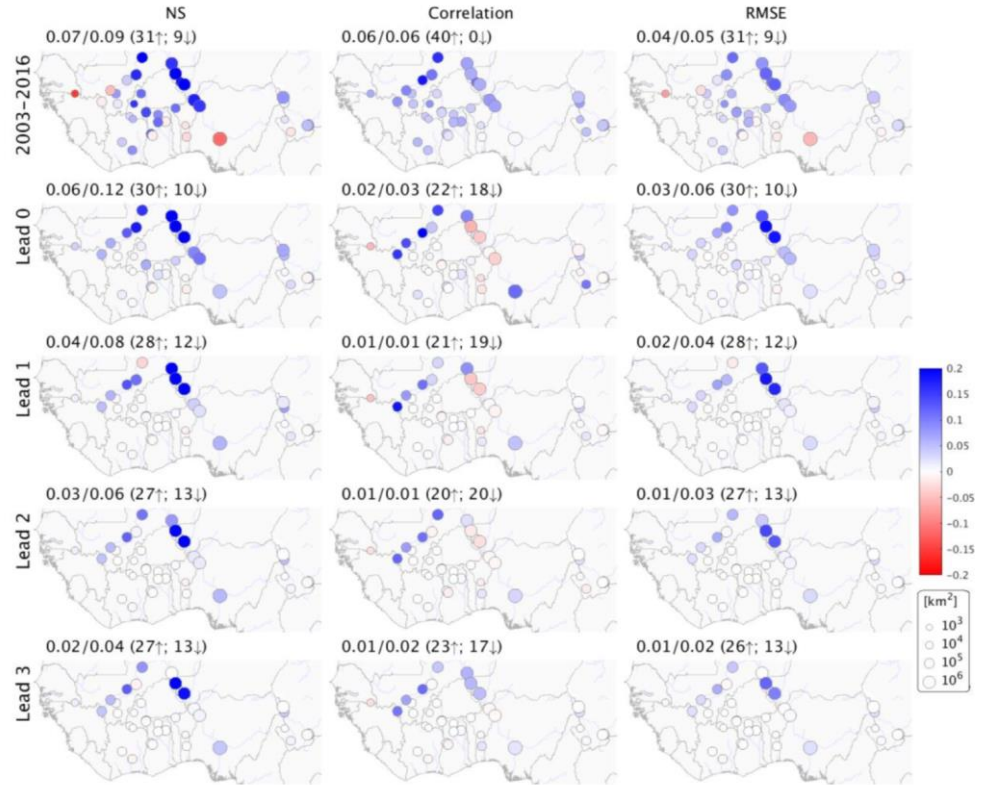 NS Correlation RMSE
0.07/0.09 (31↑; 9↓) 0.06/0.06 (40↑; 0↓) 0.04/0.05 (31↑; 9↓)
2003–2016
0.06/0.12 (30↑; 10↓) 0.02/0.03 (22↑; 18↓) 0.03/0.06 (30↑; 10↓)
Lead 0
0.04/0.08 (28↑; 12↓) 0.01/0.01 (21↑; 19↓) 0.02/0.04 (28↑; 12↓)
Lead 1
0.2
0.15
0.1
0.05
0
−0.05
−0.1
−0.15
−0.2
0.03/0.06 (27↑; 13↓) 0.01/0.01 (20↑; 20↓) 0.01/0.03 (27↑; 13↓)
Lead 2
[km²]
10³
10⁴
10⁵
10⁶
0.02/0.04 (27↑; 13↓) 0.01/0.02 (23↑; 17↓) 0.01/0.02 (26↑; 13↓)
Lead 3